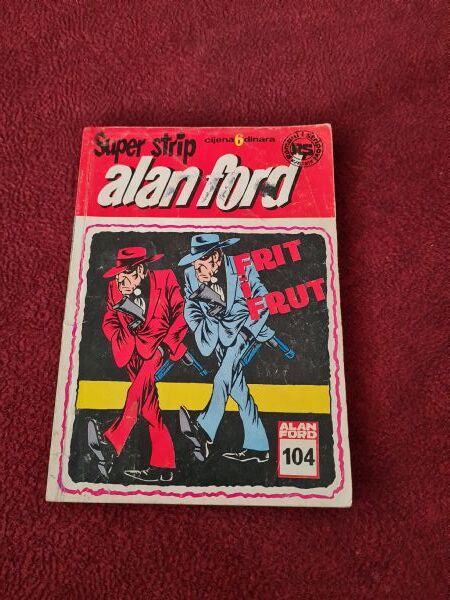 Super strip
cijena 6 dinara
alan ford
FRIT
i
FRUT
ALAN
FORD
104